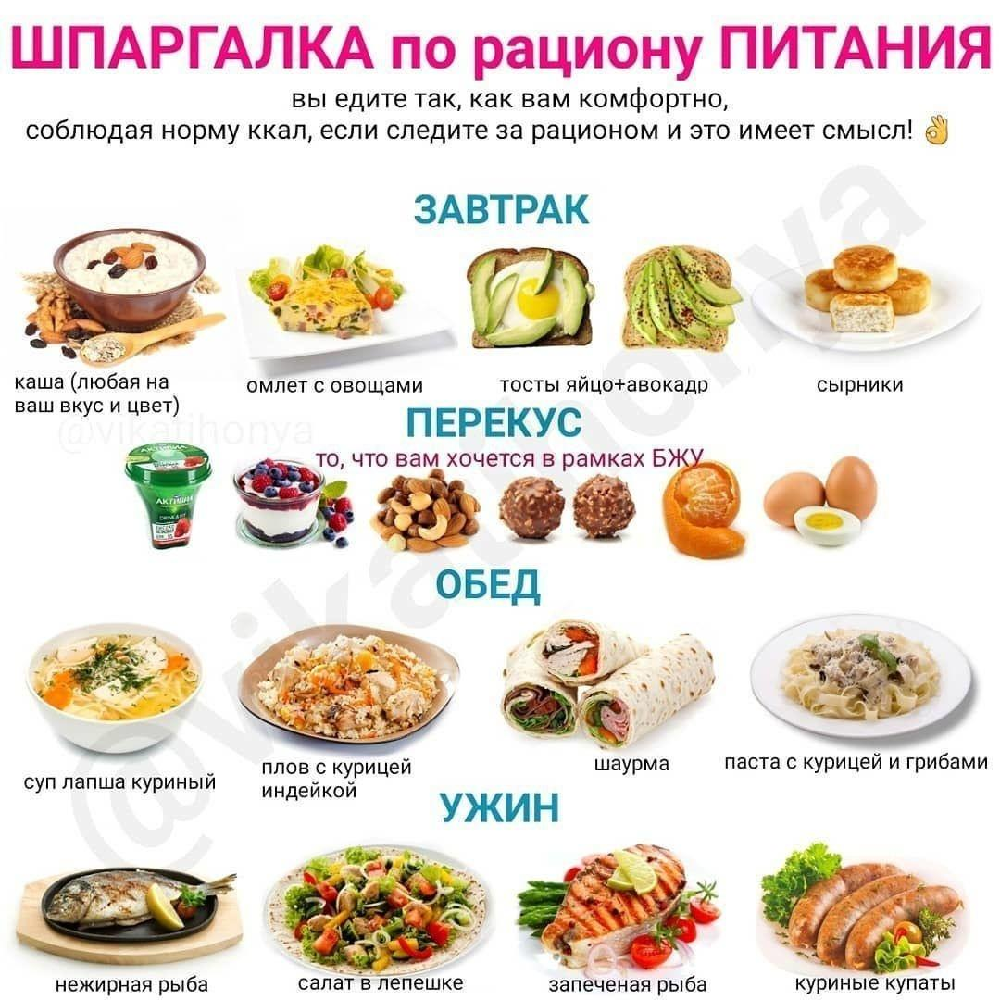 ШПАРГАЛКА по рациону ПИТАНИЯ
вы едите так, как вам комфортно,
соблюдая норму ккал, если следите за рационом и это имеет смысл! 👌
ЗАВТРАК
каша (любая на
ваш вкус и цвет)
омлет с овощами
тосты яйцо+авокадр
сырники
@vikatihonya
ПЕРЕКУС
то, что вам хочется в рамках БЖУ
АКТИВИА
АКТИВИА
ОБЕД
суп лапша куриный
плов с курицей
индейкой
шаурма
паста с курицей и грибами
УЖИН
нежирная рыба
салат в лепешке
запеченая рыба
куриные купаты
@vikatihonya